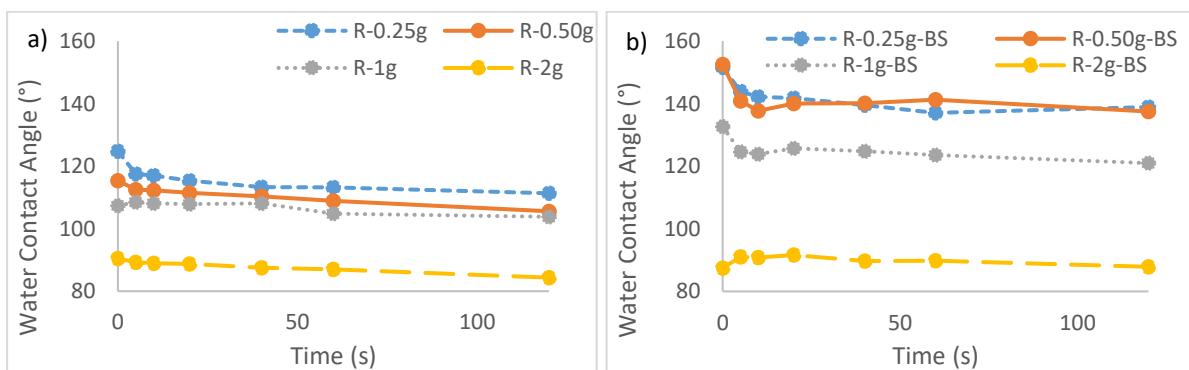 a)
R-0.25g
R-0.50g
R-1g
R-2g
Water Contact Angle (°)
160
140
120
100
80
0
50
100
Time (s)
b)
R-0.25g-BS
R-0.50g-BS
R-1g-BS
R-2g-BS
Water Contact Angle (°)
160
140
120
100
80
0
50
100
Time (s)